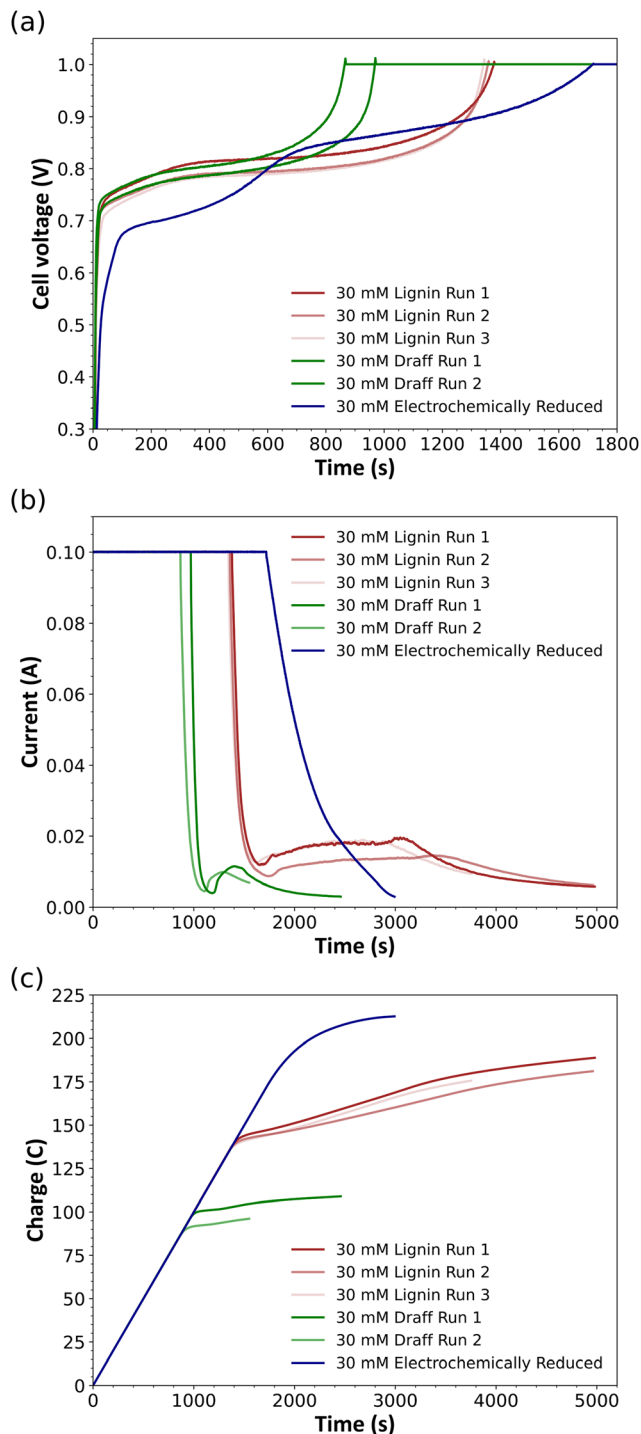 (a)
1.0
0.9
0.8
0.7
0.6
0.5
0.4
0.3
Cell voltage (V)
30 mM Lignin Run 1
30 mM Lignin Run 2
30 mM Lignin Run 3
30 mM Draff Run 1
30 mM Draff Run 2
30 mM Electrochemically Reduced
0 200 400 600 800 1000 1200 1400 1600 1800
Time (s)
(b)
0.10
0.08
0.06
0.04
0.02
0.00
Current (A)
30 mM Lignin Run 1
30 mM Lignin Run 2
30 mM Lignin Run 3
30 mM Draff Run 1
30 mM Draff Run 2
30 mM Electrochemically Reduced
0 1000 2000 3000 4000 5000
Time (s)
(c)
225
200
175
150
125
100
75
50
25
0
Charge (C)
30 mM Lignin Run 1
30 mM Lignin Run 2
30 mM Lignin Run 3
30 mM Draff Run 1
30 mM Draff Run 2
30 mM Electrochemically Reduced
0 1000 2000 3000 4000 5000
Time (s)